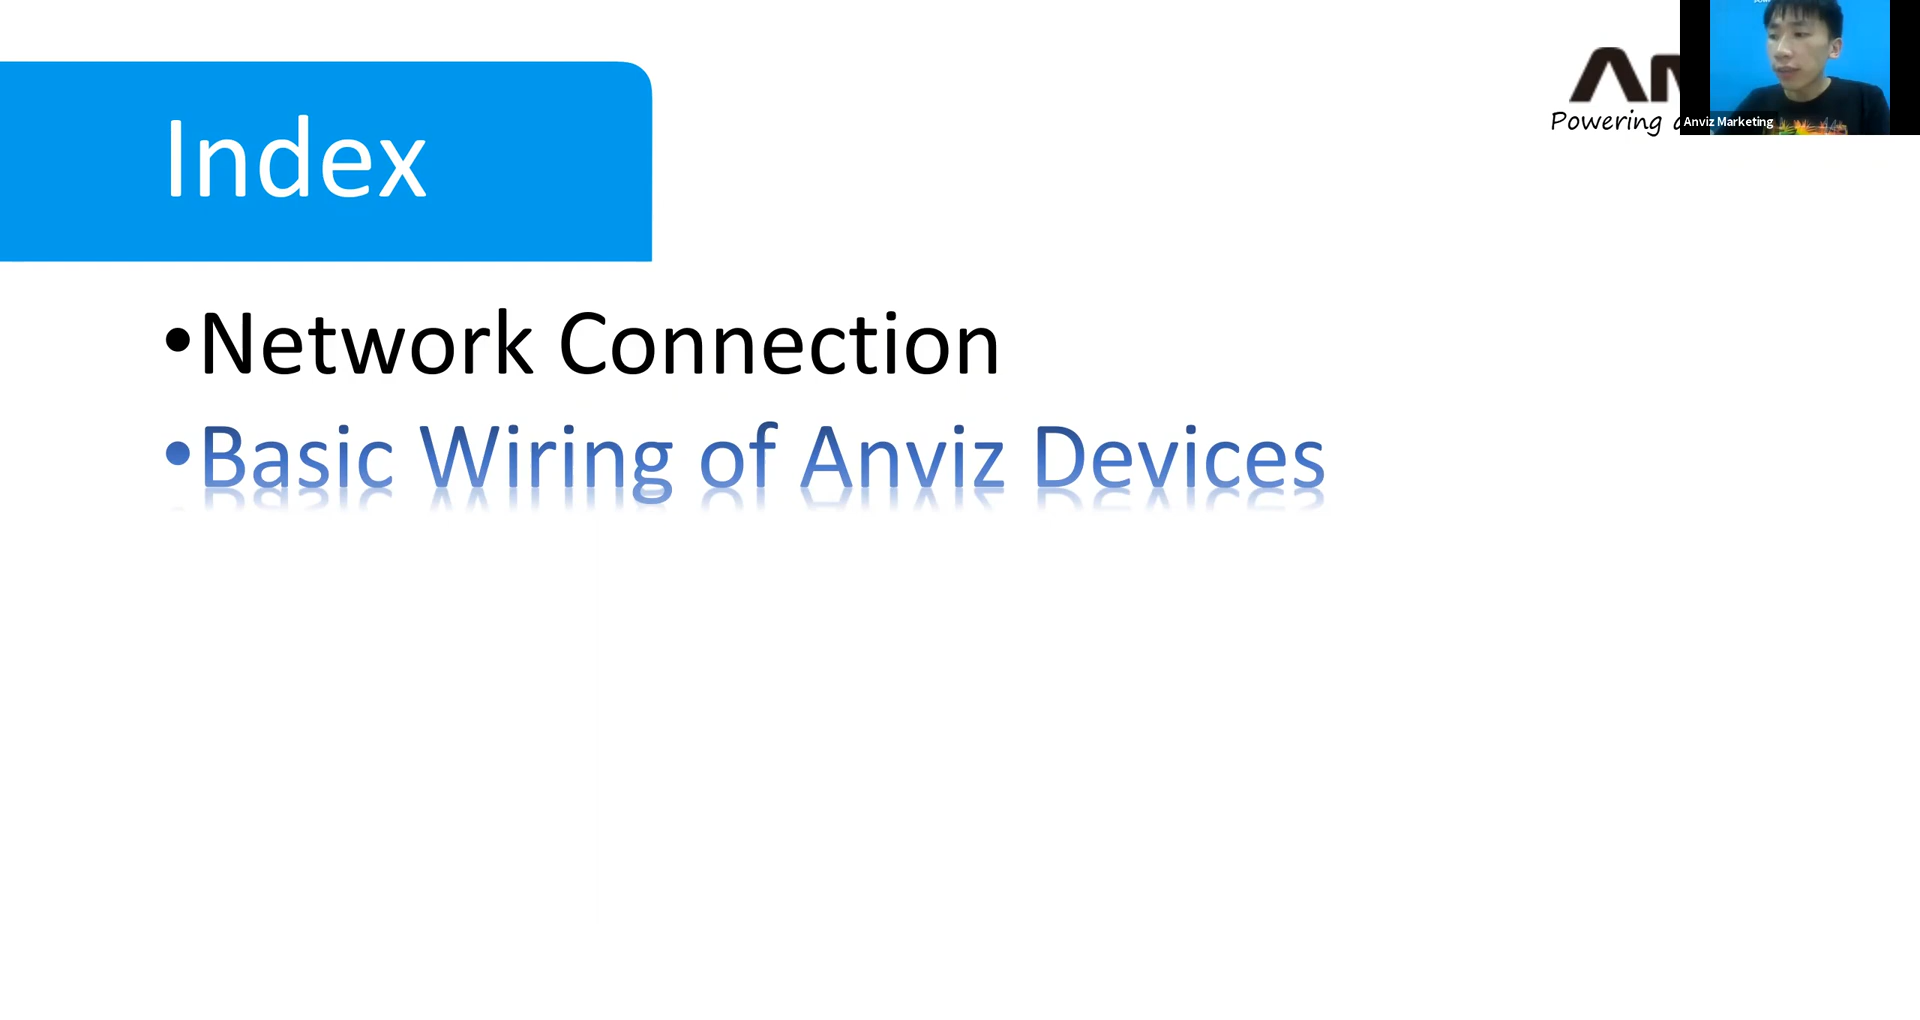 Index
Powering
Anviz Marketing
•Network Connection
•Basic Wiring of Anviz Devices